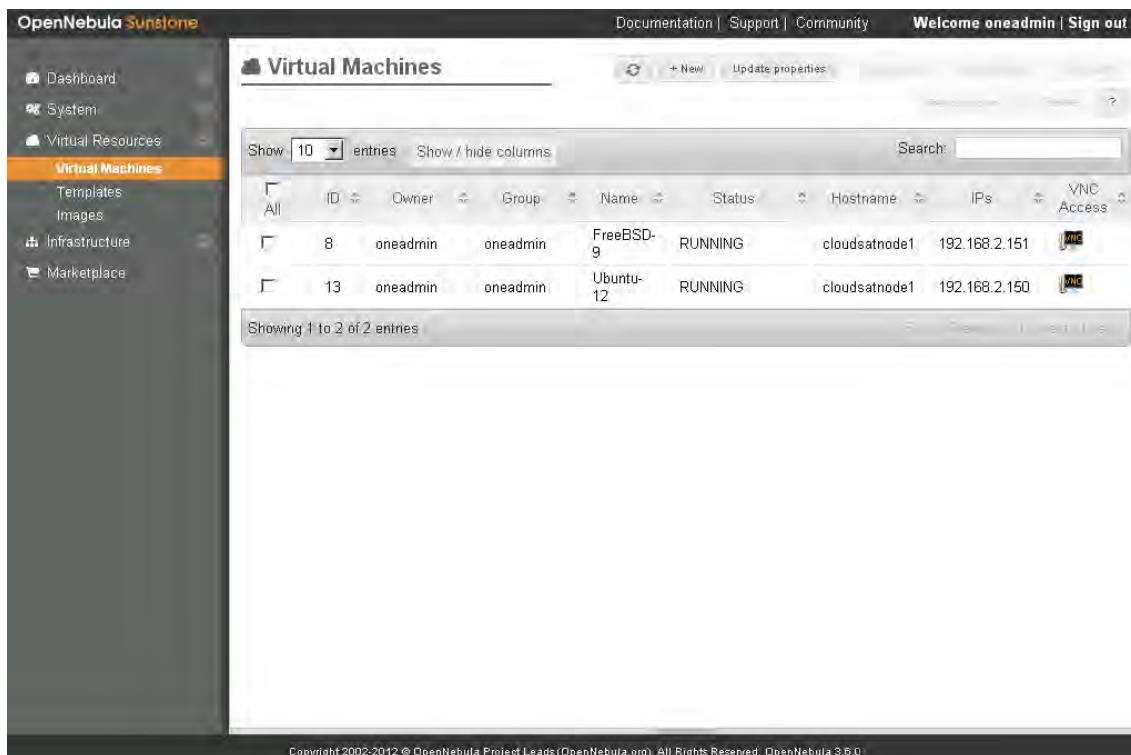 OpenNebula Sunstone
Documentation | Support | Community
Welcome oneadmin | Sign out
Dashboard
System
Virtual Resources
Virtual Machines
Templates
Images
Infrastructure
Marketplace
Virtual Machines
+ New
Update properties
?
Show 10 entries Show / hide columns
Search:
All ID Owner Group Name Status Hostname IPs VNC Access
8 oneadmin oneadmin FreeBSD-9 RUNNING cloudsatnode1 192.168.2.151 VNC
13 oneadmin oneadmin Ubuntu-12 RUNNING cloudsatnode1 192.168.2.150 VNC
Showing 1 to 2 of 2 entries
Copyright 2002-2012 © OpenNebula Project Leads (OpenNebula.org). All Rights Reserved. OpenNebula 3.6.0